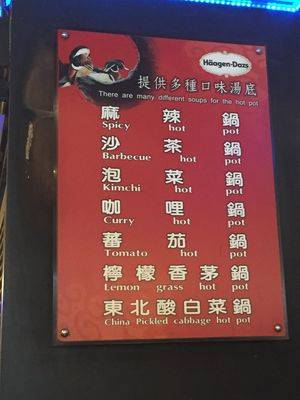 Häagen-Dazs
提供多種口味湯底
There are many different soups for the hot pot
麻辣鍋
Spicy hot pot
沙茶鍋
Barbecue hot pot
泡菜鍋
Kimchi hot pot
咖哩鍋
Curry hot pot
蕃茄鍋
Tomato hot pot
檸檬香茅鍋
Lemon grass hot pot
東北酸白菜鍋
China Pickled cabbage hot pot